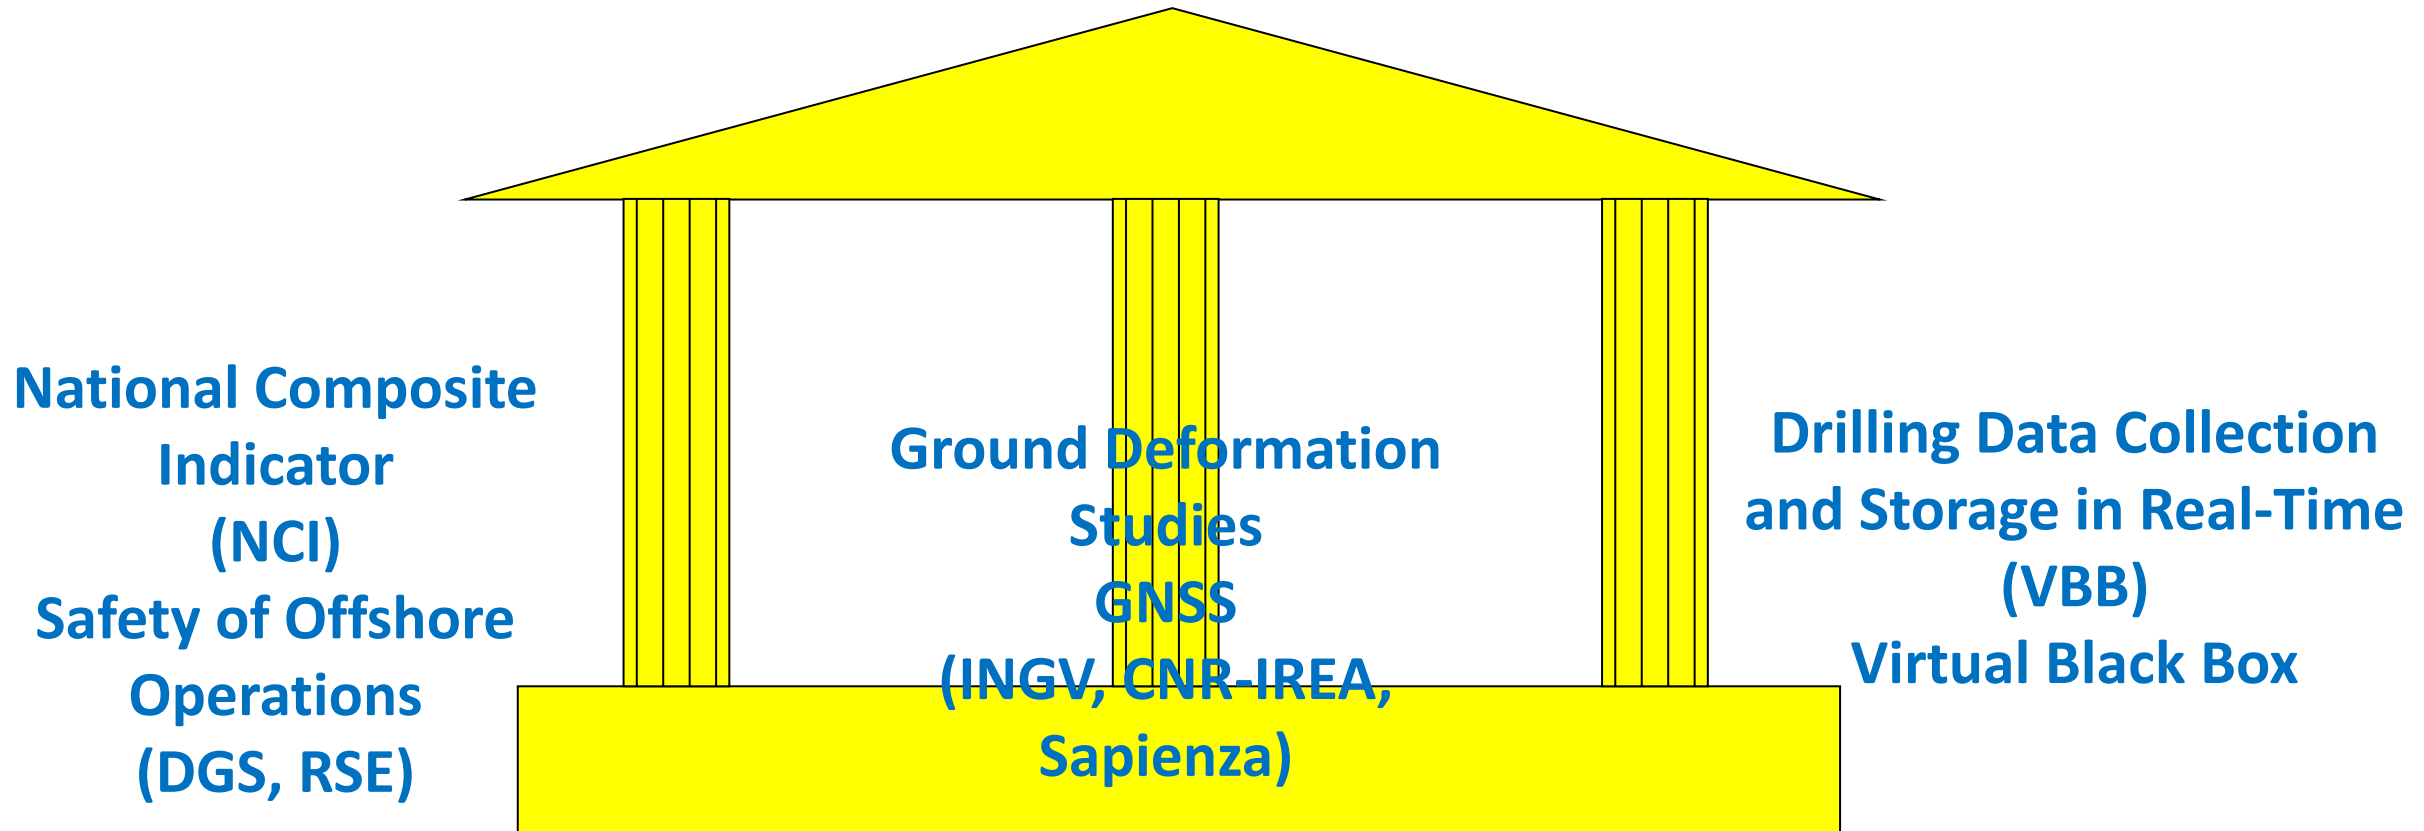 National Composite
Indicator
(NCI)
Safety of Offshore
Operations
(DGS, RSE)
Ground Deformation
Studies
GNSS
(INGV, CNR-IREA,
Sapienza)
Drilling Data Collection
and Storage in Real-Time
(VBB)
Virtual Black Box